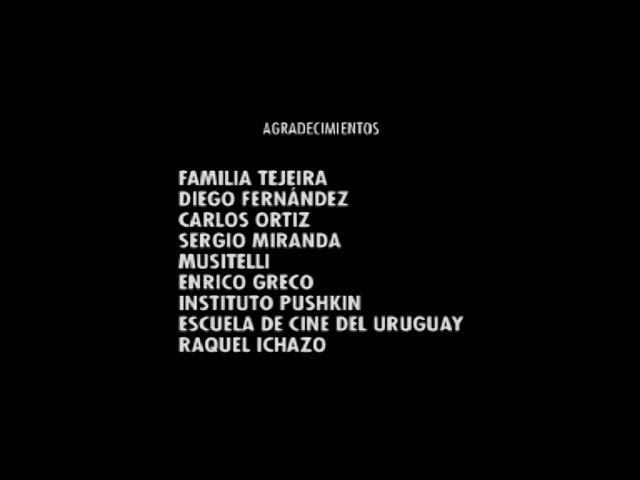 AGRADECIMIENTOS
FAMILIA TEJEIRA
DIEGO FERNÁNDEZ
CARLOS ORTIZ
SERGIO MIRANDA
MUSITELLI
ENRICO GRECO
INSTITUTO PUSHKIN
ESCUELA DE CINE DEL URUGUAY
RAQUEL ICHAZO